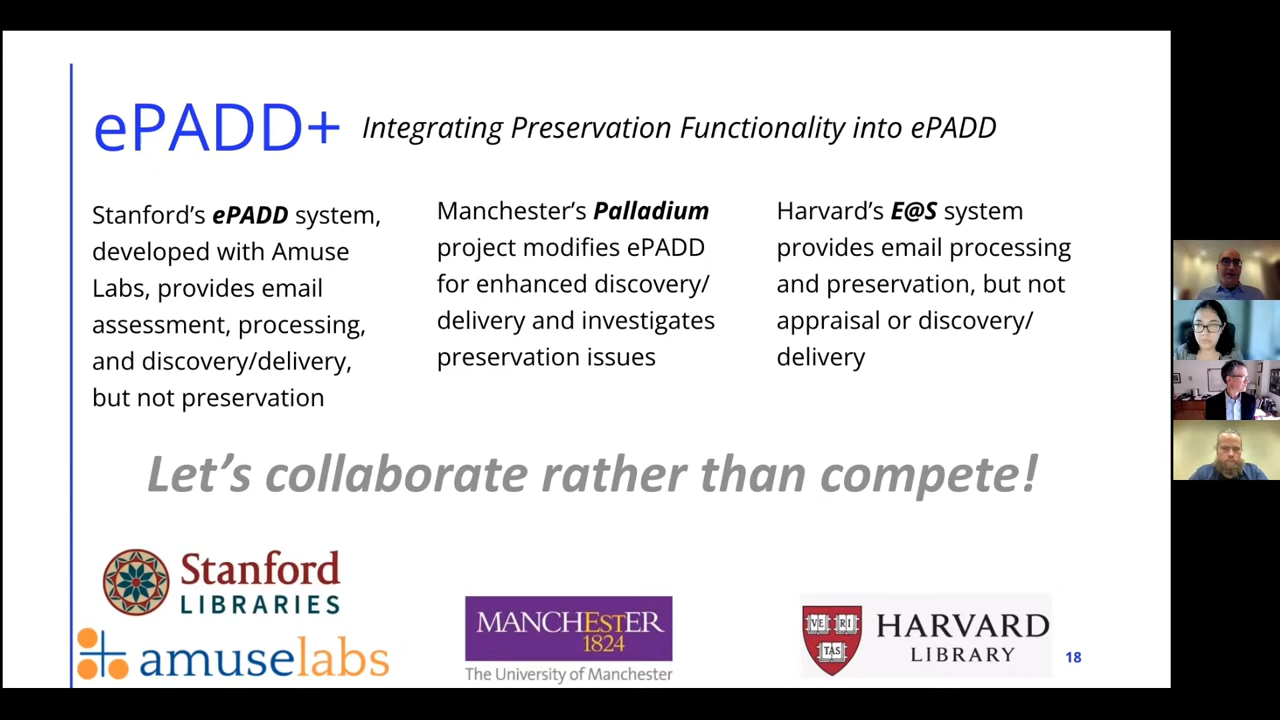 ePADD+ Integrating Preservation Functionality into ePADD
Stanford's ePADD system,
developed with Amuse
Labs, provides email
assessment, processing,
and discovery/delivery,
but not preservation
Manchester's Palladium
project modifies ePADD
for enhanced discovery/
delivery and investigates
preservation issues
Harvard's E@S system
provides email processing
and preservation, but not
appraisal or discovery/
delivery
Let's collaborate rather than compete!
Stanford
LIBRARIES
amuselabs
MANCHESTER
1824
The University of Manchester
VE RI
TAS
HARVARD
LIBRARY
18